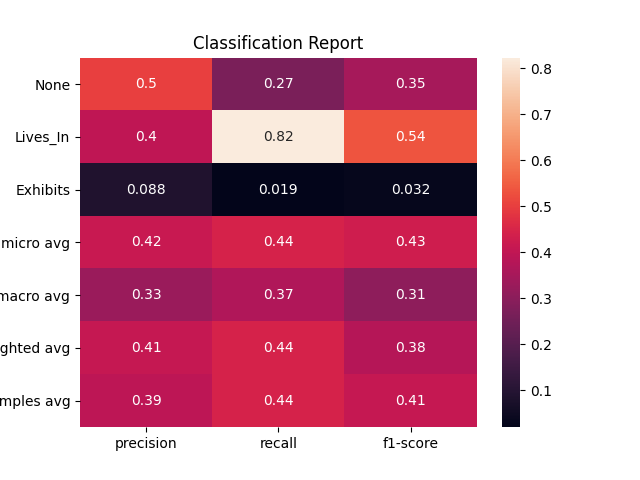 Classification Report
None 0.5 0.27 0.35 0.8
Lives_In 0.4 0.82 0.54 0.7
Exhibits 0.088 0.019 0.032 0.6
micro avg 0.42 0.44 0.43 0.5
macro avg 0.33 0.37 0.31 0.4
ghted avg 0.41 0.44 0.38 0.3
mples avg 0.39 0.44 0.41 0.2
0.1
precision recall f1-score